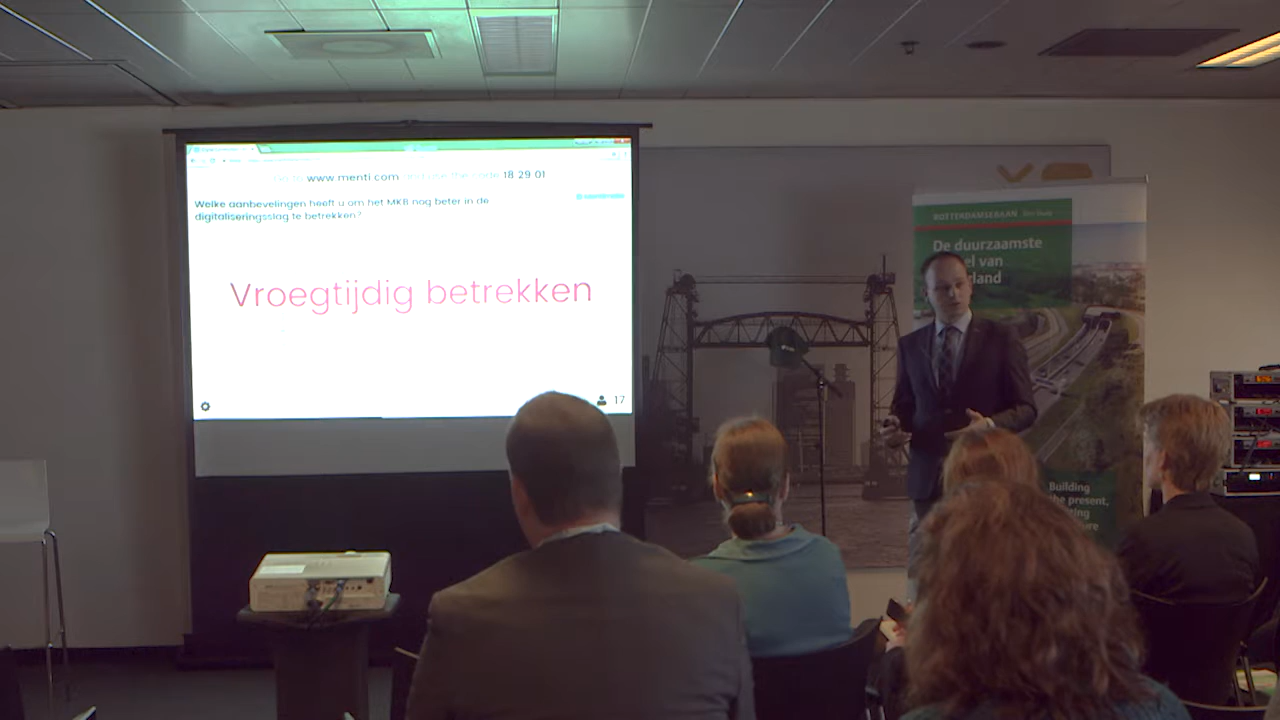 Go to www.menti.com and use the code 18 29 01
Welke aanbevelingen heeft u om het MKB nog beter in de
digitaliseringsslag te betrekken?
Vroegtijdig betrekken
17
ROTTERDAMSEBAAN
De duurzaamste
van
land
Building
the present,